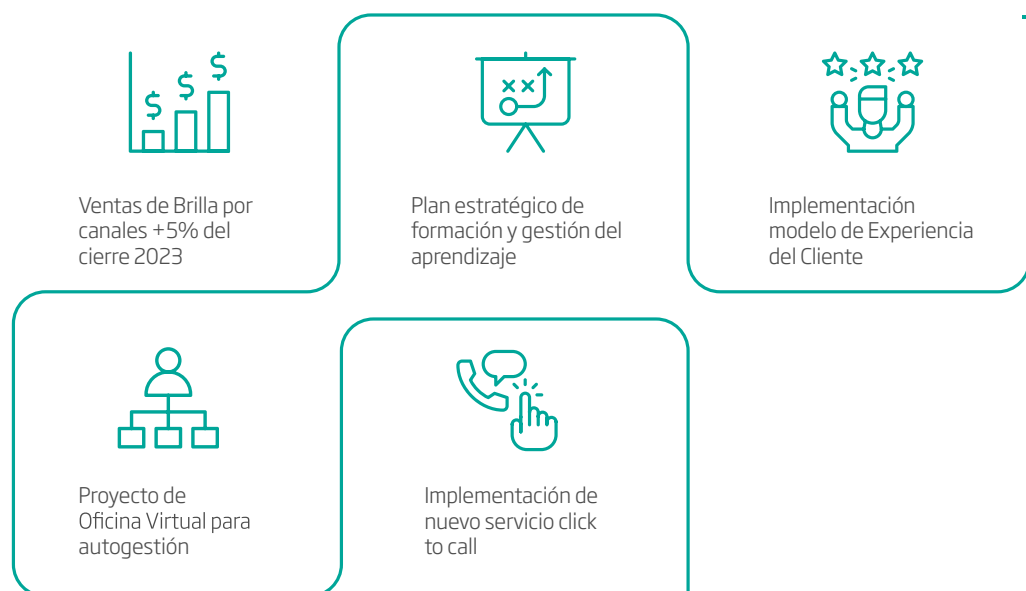 Ventas de Brilla por
canales +5% del
cierre 2023
Plan estratégico de
formación y gestión del
aprendizaje
Implementación
modelo de Experiencia
del Cliente
Proyecto de
Oficina Virtual para
autogestión
Implementación de
nuevo servicio click
to call